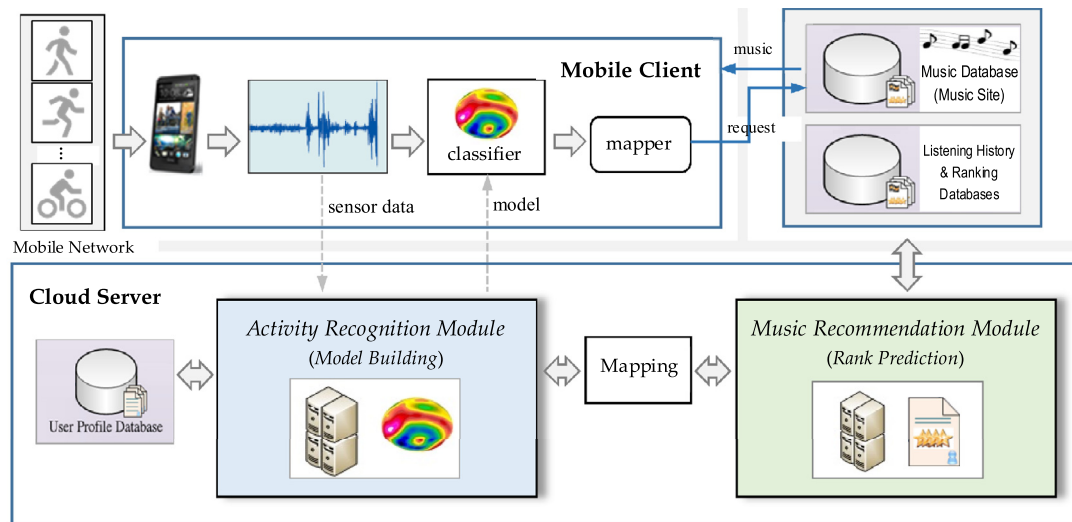 Mobile Client
classifier
mapper
music
request
Music Database
(Music Site)
Listening History
& Ranking
Databases
sensor data
model
Mobile Network
Cloud Server
Activity Recognition Module
(Model Building)
Mapping
Music Recommendation Module
(Rank Prediction)
User Profile Database